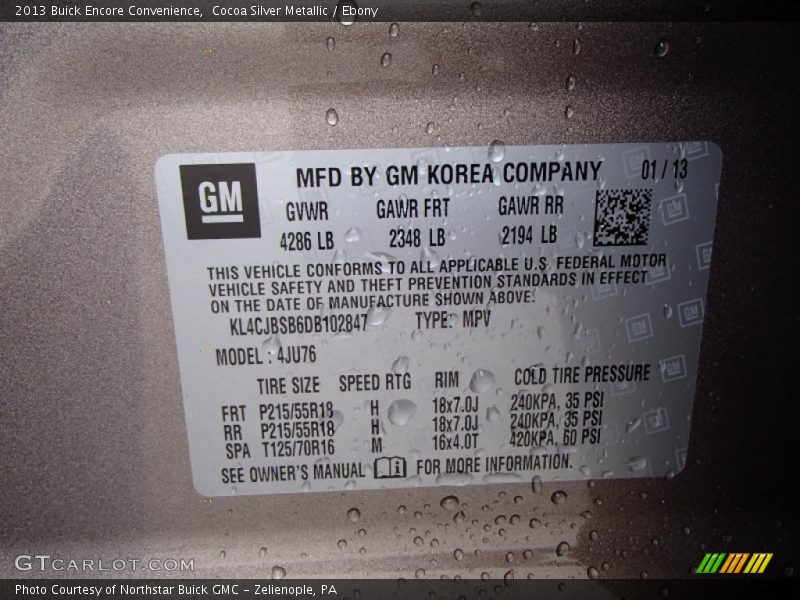 2013 Buick Encore Convenience, Cocoa Silver Metallic / Ebony
GM
MFD BY GM KOREA COMPANY 01/13
GVWR GAWR FRT GAWR RR
4286 LB 2348 LB 2194 LB
THIS VEHICLE CONFORMS TO ALL APPLICABLE U.S. FEDERAL MOTOR
VEHICLE SAFETY AND THEFT PREVENTION STANDARDS IN EFFECT
ON THE DATE OF MANUFACTURE SHOWN ABOVE.
KL4CJBSB6DB102847 TYPE: MPV
MODEL : 4JU76
TIRE SIZE SPEED RTG RIM COLD TIRE PRESSURE
FRT P215/55R18 H 18x7.0J 240KPA, 35 PSI
RR P215/55R18 H 18x7.0J 240KPA, 35 PSI
SPA T125/70R16 M 16x4.0T 420KPA, 60 PSI
SEE OWNER'S MANUAL FOR MORE INFORMATION.
GTCARLOT.COM
Photo Courtesy of Northstar Buick GMC - Zelienople, PA